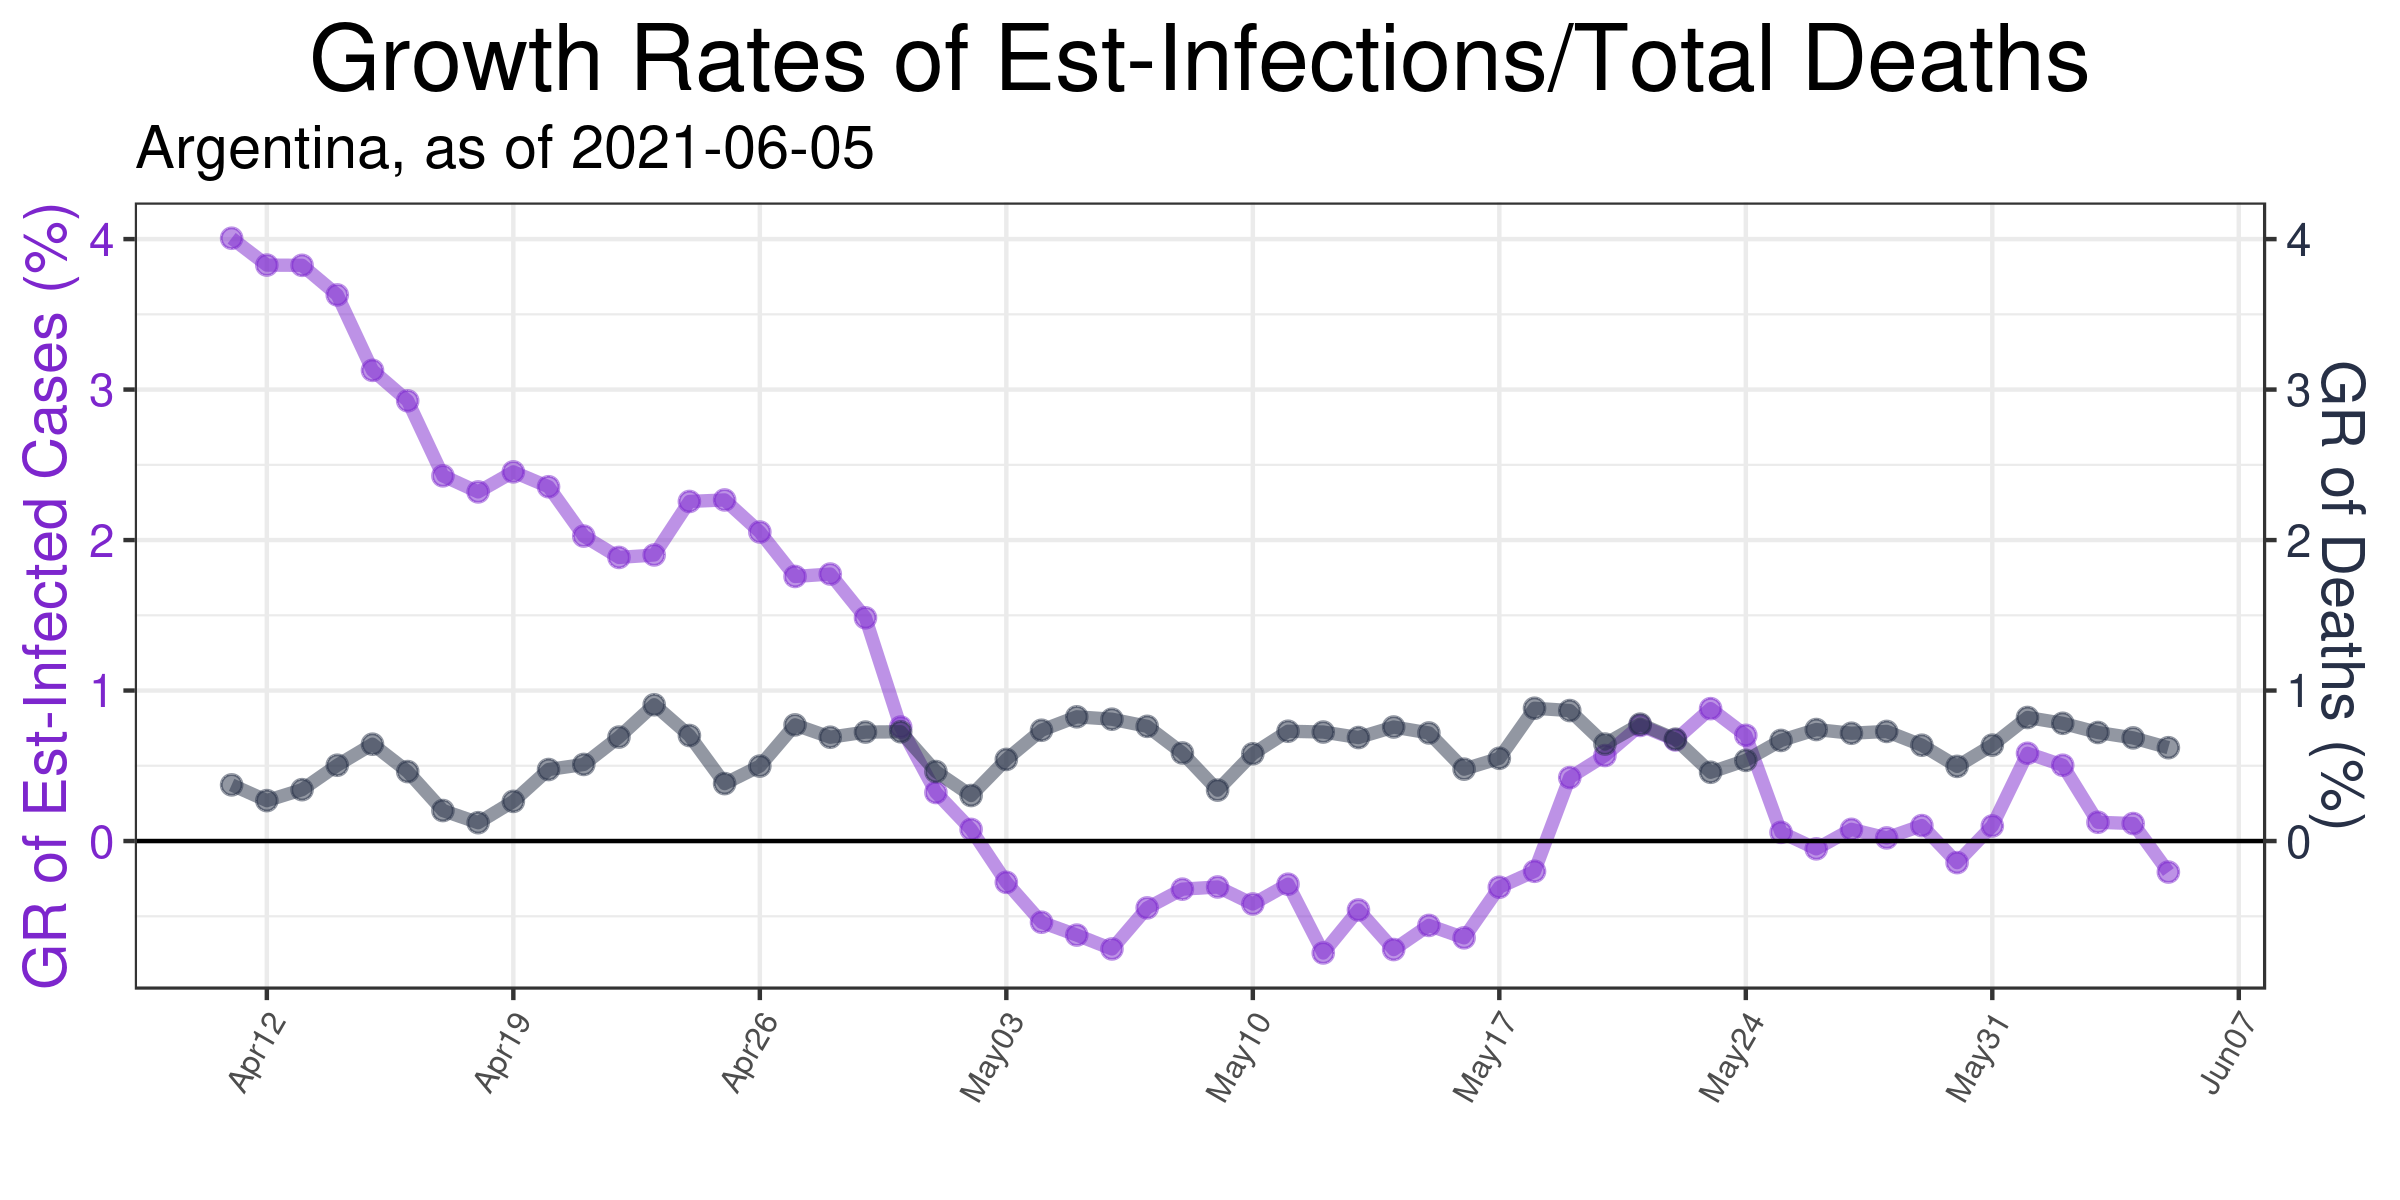 Growth Rates of Est-Infections/Total Deaths
Argentina, as of 2021-06-05
GR of Est-Infected Cases (%)
4
3
2
1
0
4
3
2
1
0
GR of Deaths (%)
Apr12
Apr19
Apr26
May03
May10
May17
May24
May31
Jun07